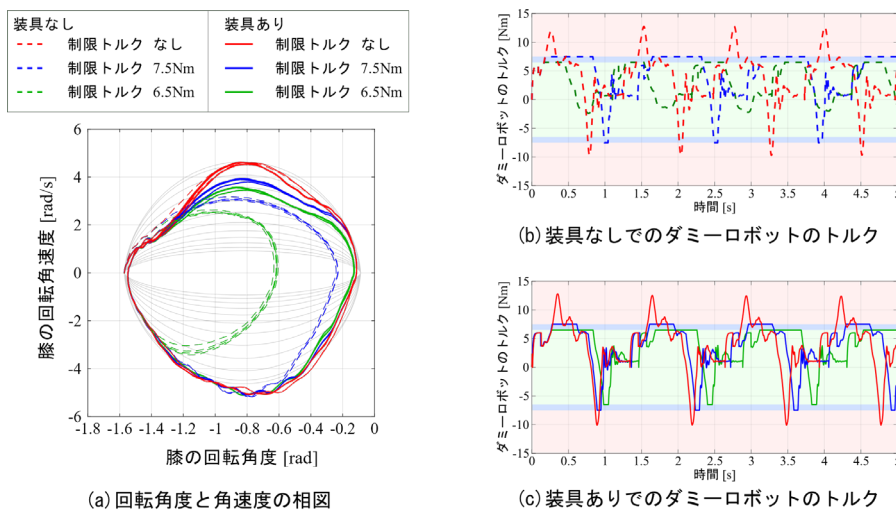 装具なし
制限トルク なし
制限トルク 7.5Nm
制限トルク 6.5Nm
装具あり
制限トルク なし
制限トルク 7.5Nm
制限トルク 6.5Nm
膝の回転角速度 [rad/s]
6
4
2
0
-2
-4
-6
-1.8 -1.6 -1.4 -1.2 -1 -0.8 -0.6 -0.4 -0.2 0
膝の回転角度 [rad]
(a)回転角度と角速度の相図
ダミーロボットのトルク [Nm]
15
10
5
0
-5
-10
-15
0 0.5 1 1.5 2 2.5 3 3.5 4 4.5 5
時間 [s]
(b)装具なしでのダミーロボットのトルク
ダミーロボットのトルク [Nm]
15
10
5
0
-5
-10
-15
0 0.5 1 1.5 2 2.5 3 3.5 4 4.5 5
時間 [s]
(c)装具ありでのダミーロボットのトルク